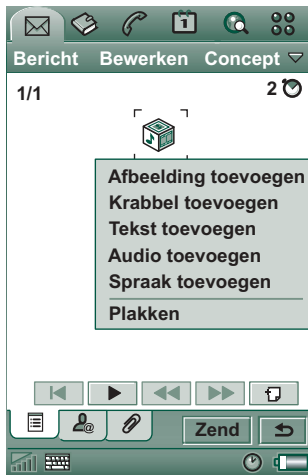 Bericht Bewerken Concept
1/1 2
Afbeelding toevoegen
Krabbel toevoegen
Tekst toevoegen
Audio toevoegen
Spraak toevoegen
Plakken
Zend